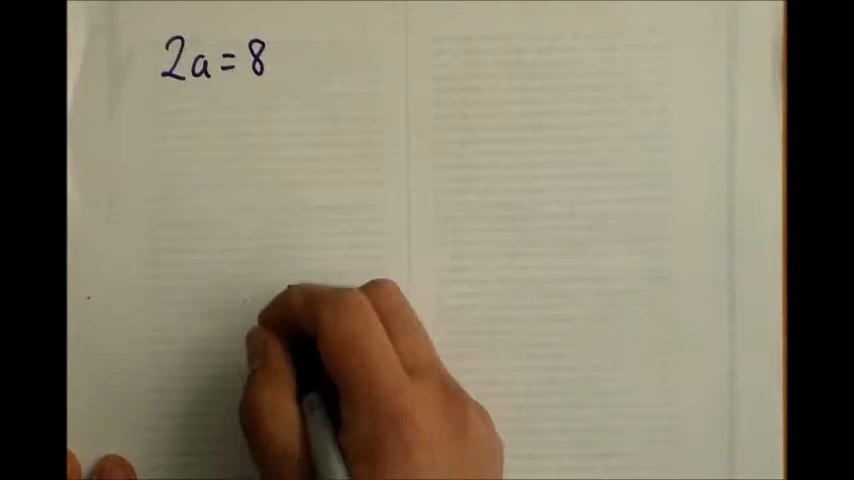 2a = 8